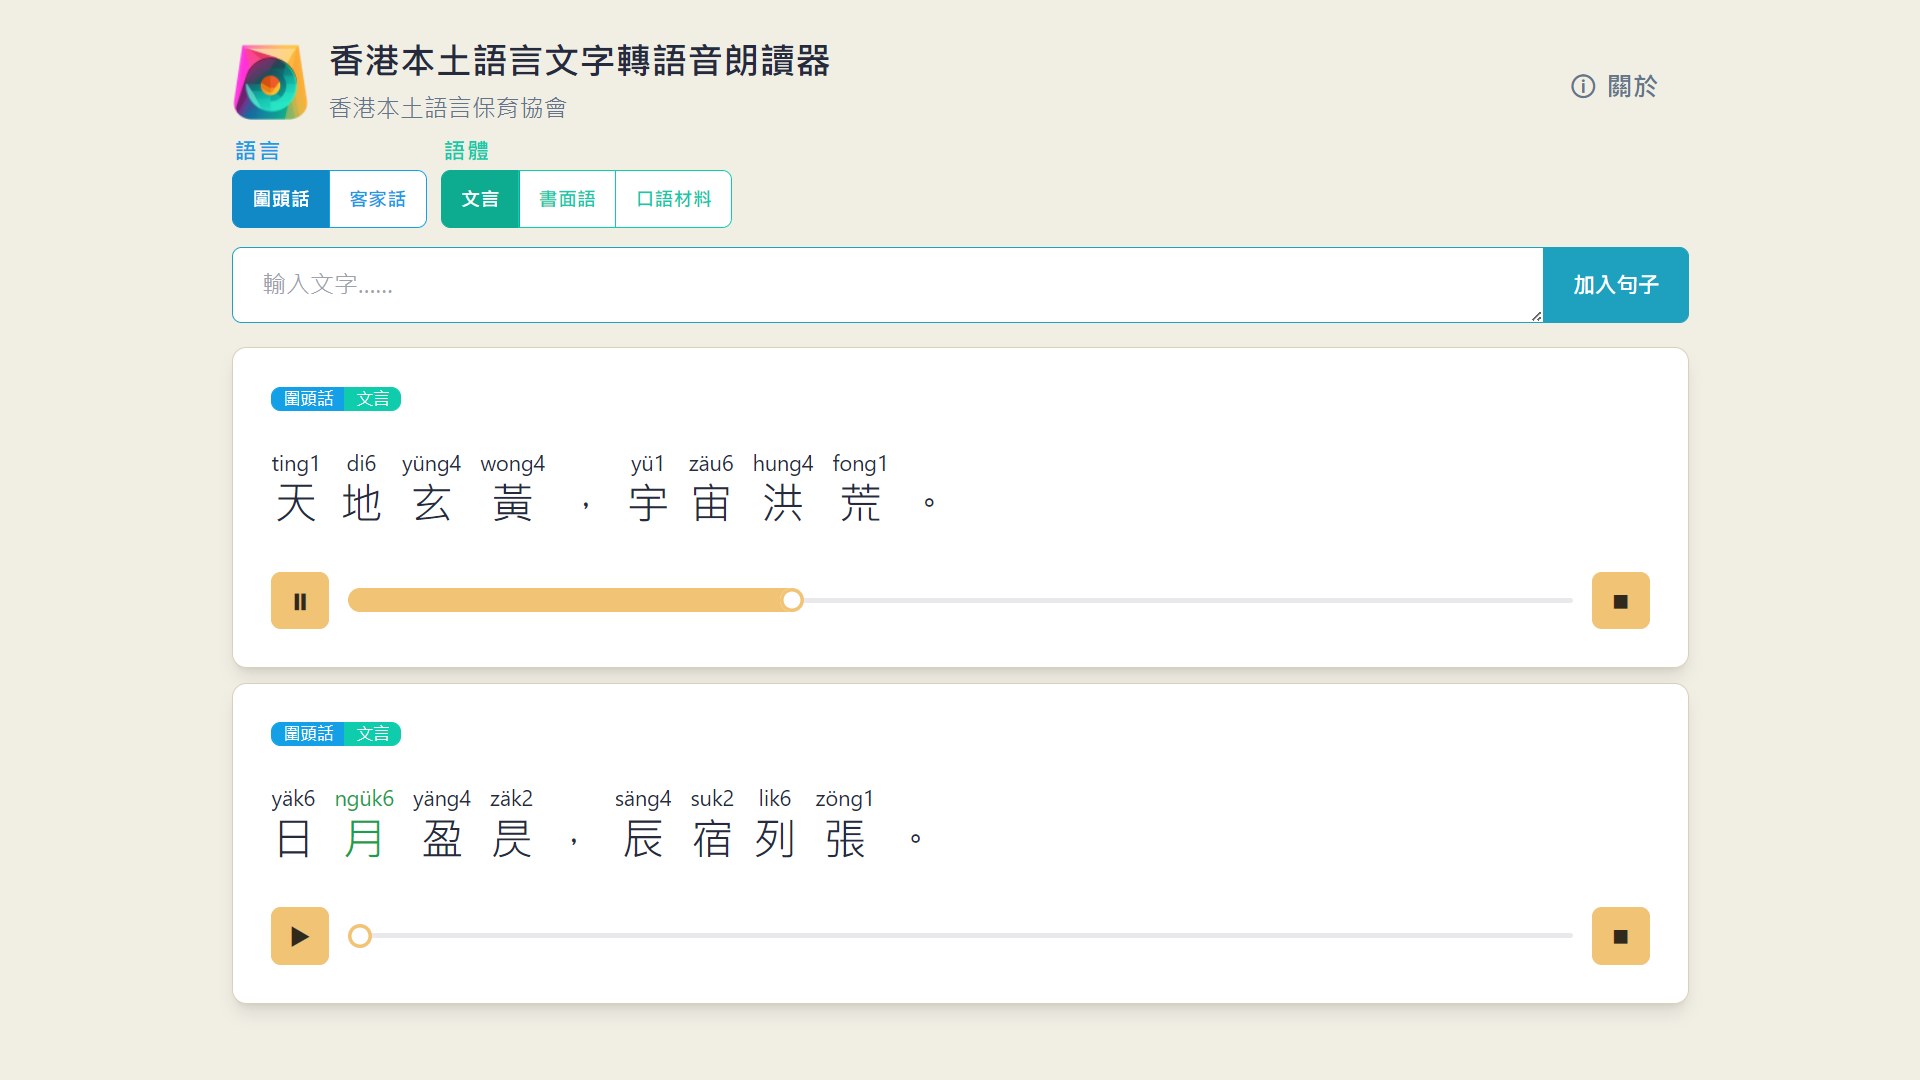 香港本土語言文字轉語音朗讀器
香港本土語言保育協會
關於
語言 語體
圍頭話 客家話 文言 書面語 口語材料
輸入文字…… 加入句子
圍頭話 文言
ting1 di6 yüng4 wong4 yü1 zäu6 hung4 fong1
天地玄黃，宇宙洪荒。
圍頭話 文言
yäk6 ngük6 yäng4 zäk2 säng4 suk2 lik6 zöng1
日月盈昃，辰宿列張。